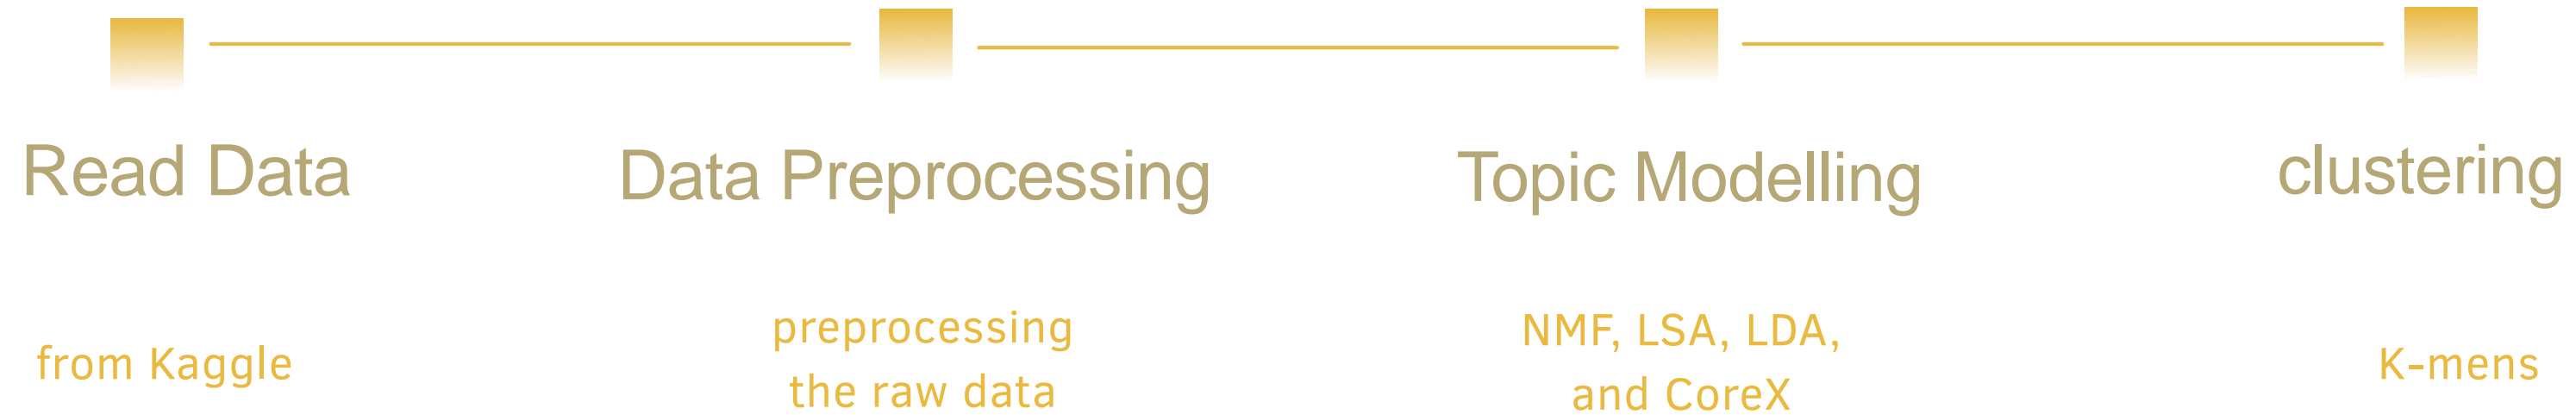 Read Data
Data Preprocessing
Topic Modelling
clustering
from Kaggle
preprocessing
the raw data
NMF, LSA, LDA,
and CoreX
K-mens